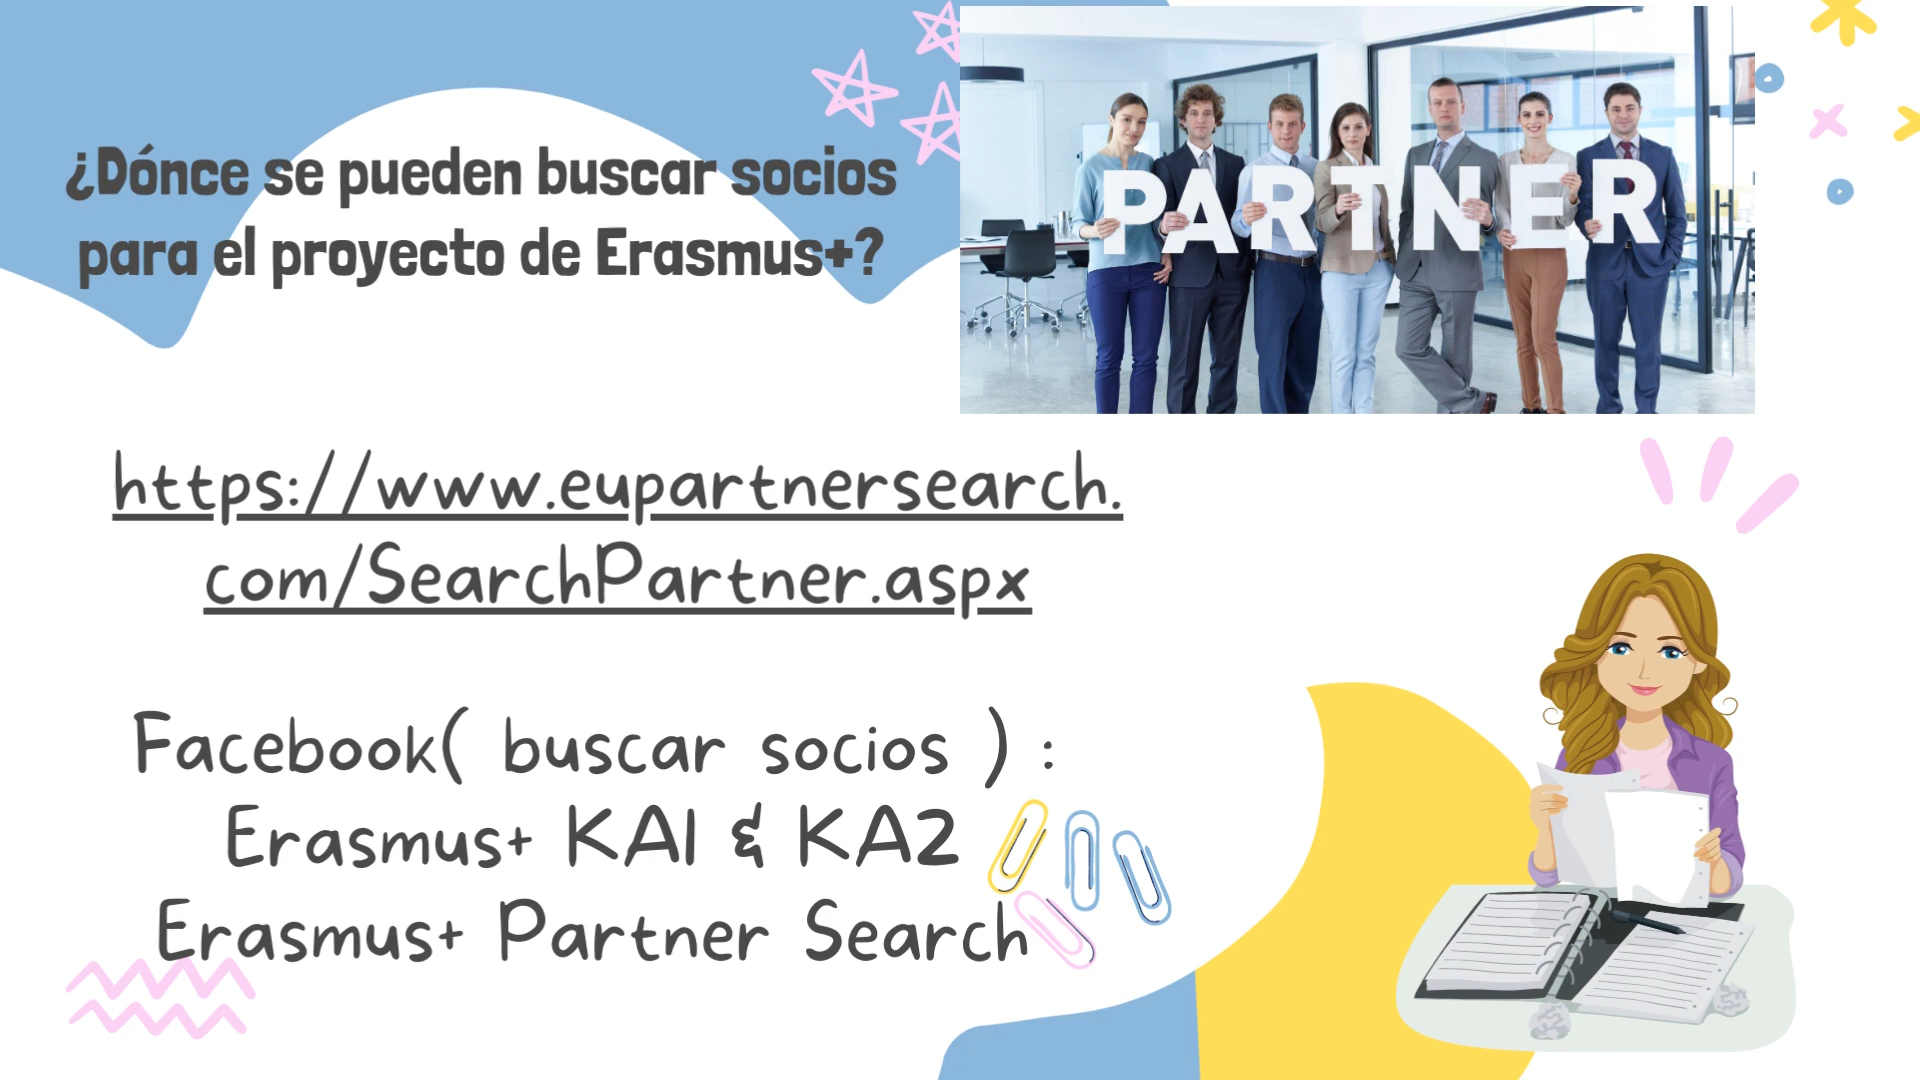 ¿Dónce se pueden buscar socios
para el proyecto de Erasmus+?
PARTNER
https://www.eupartnersearch.
com/SearchPartner.aspx
Facebook( buscar socios ) :
Erasmus+ KA1 & KA2
Erasmus+ Partner Search